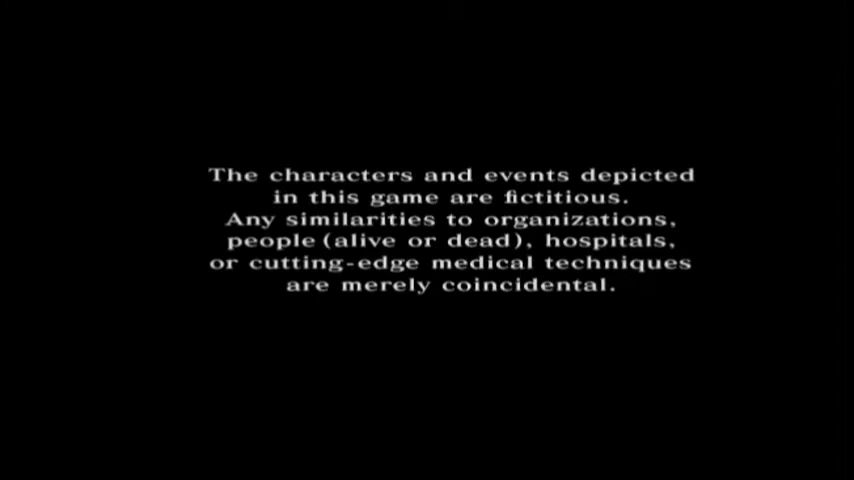 The characters and events depicted
in this game are fictitious.
Any similarities to organizations,
people (alive or dead), hospitals,
or cutting-edge medical techniques
are merely coincidental.